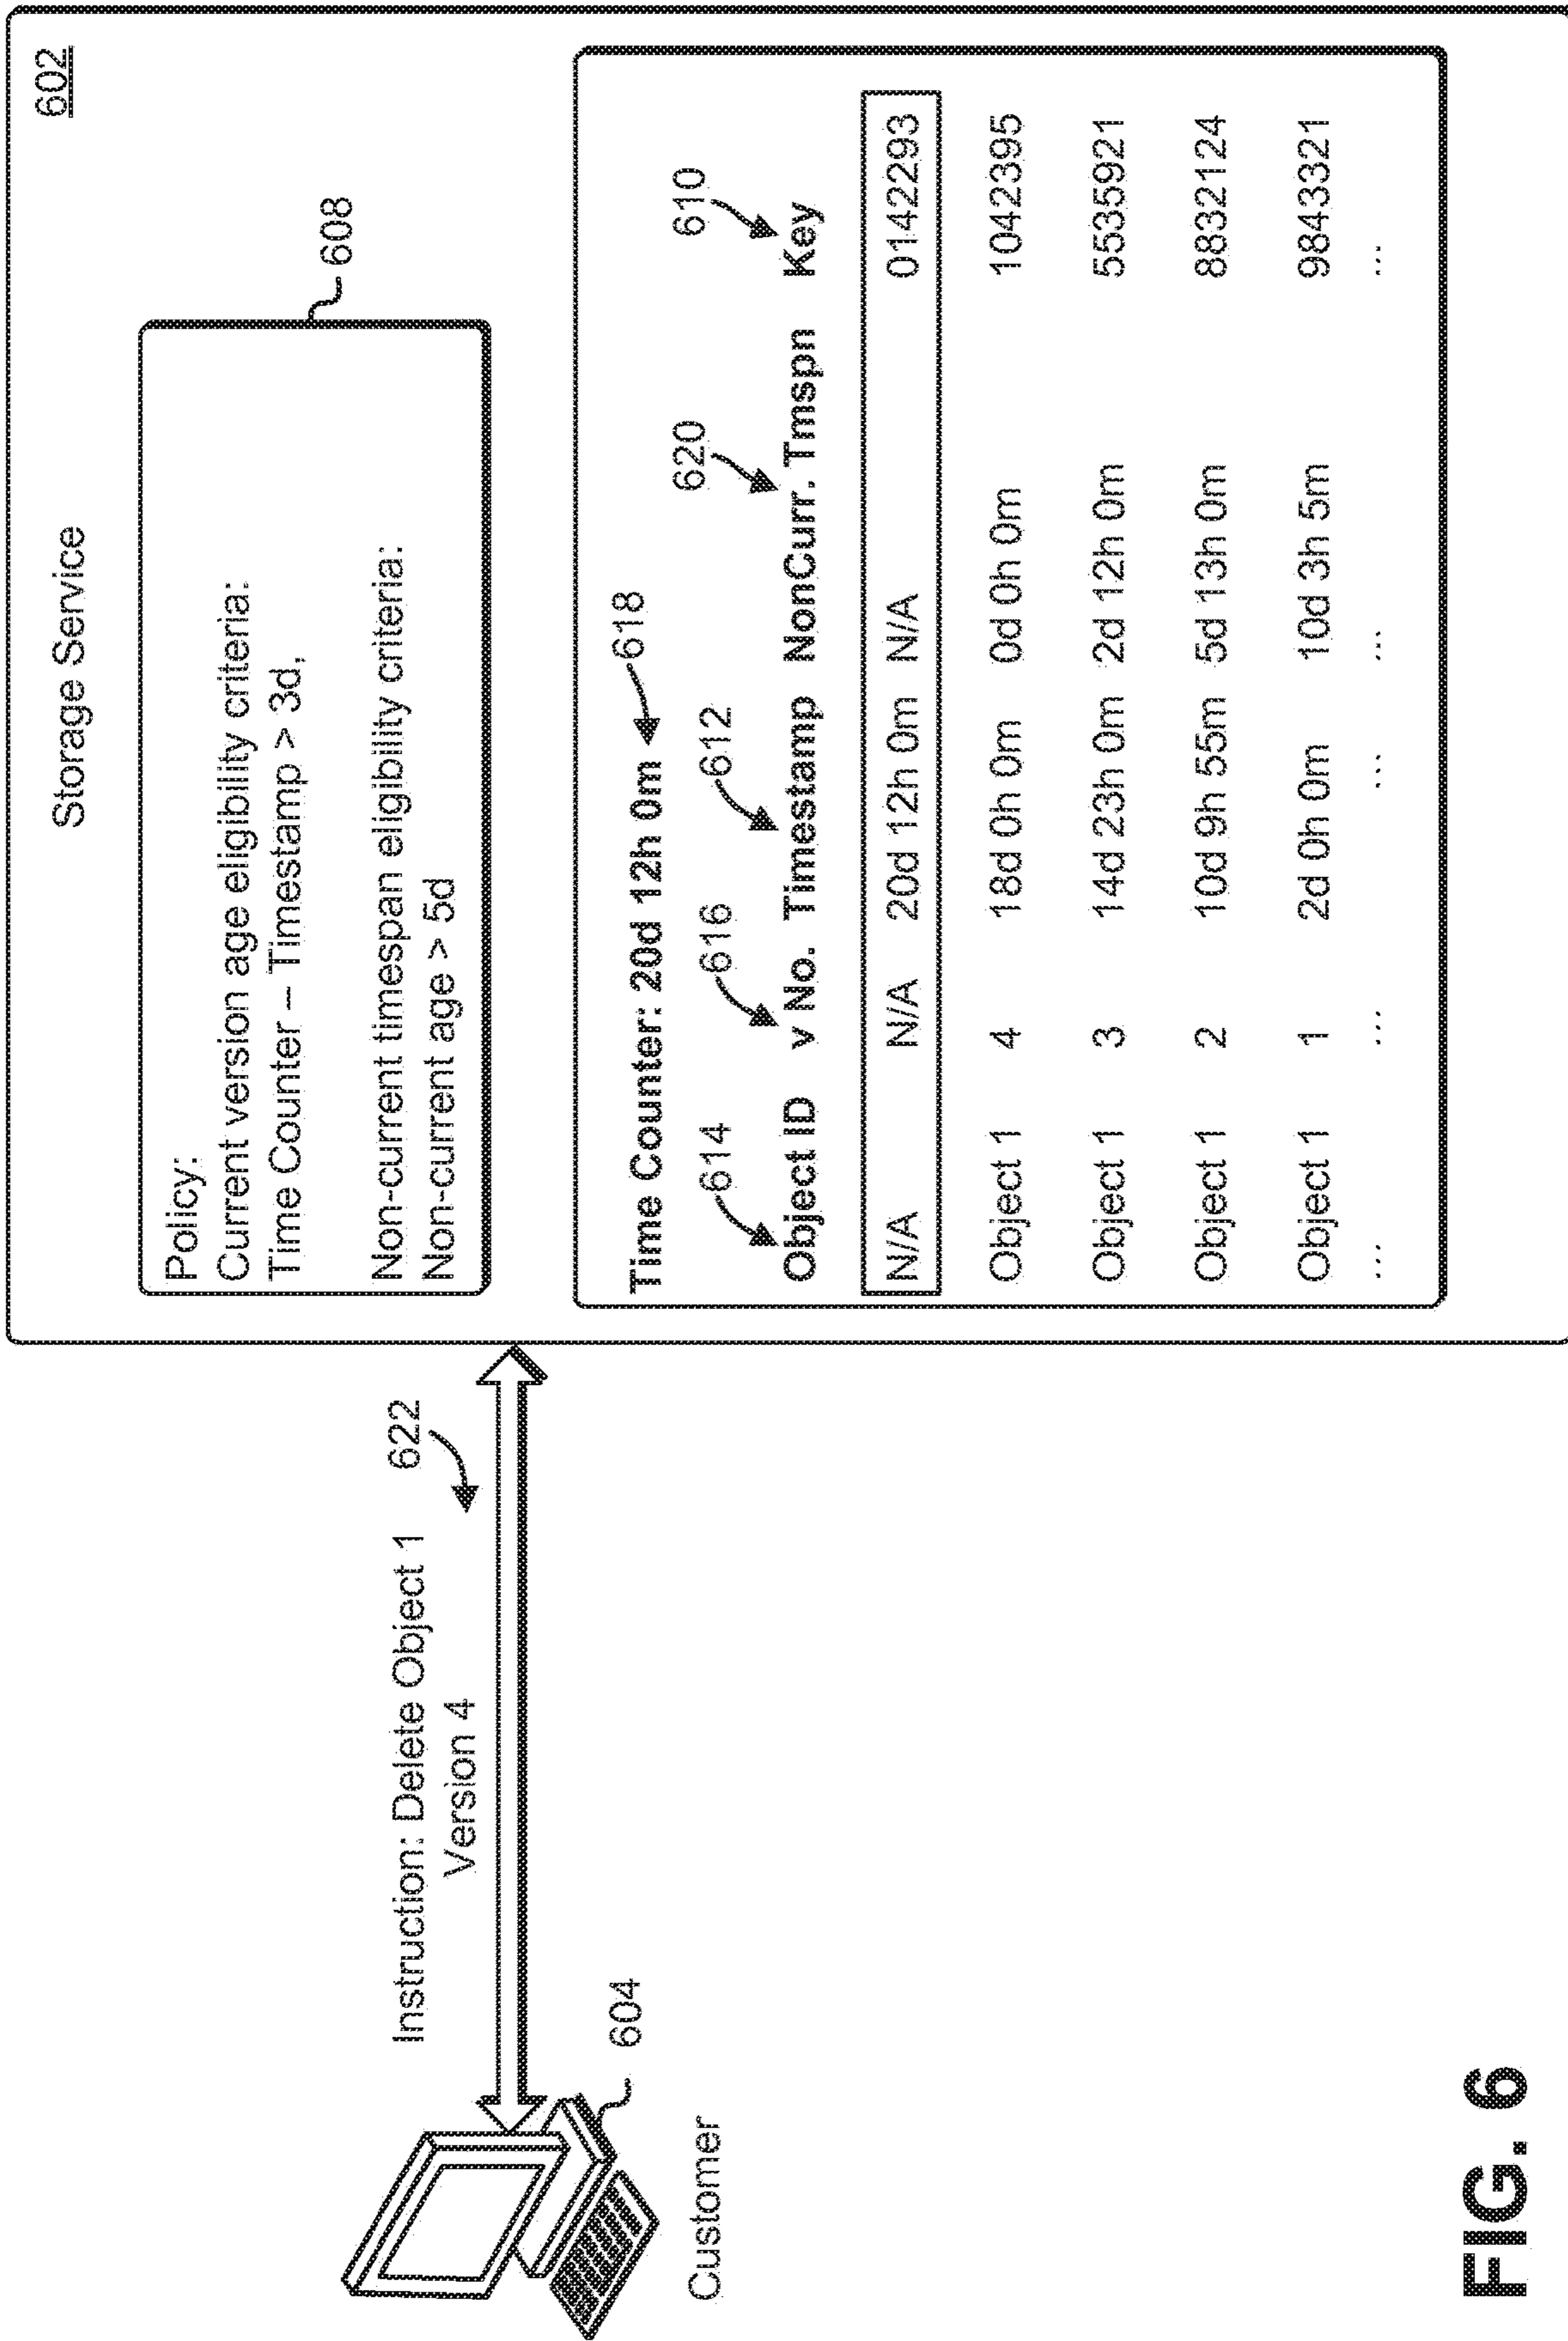 602
Storage Service
Policy:
Current version age eligibility criteria:
Time Counter – Timestamp > 3d,
Non-current timespan eligibility criteria:
Non-current age > 5d
608
Instruction: Delete Object 1
Version 4
622
604
Customer
Time Counter: 20d 12h 0m
618
614
616
612
620
610
Object ID v No. Timestamp NonCurr. Tmspn Key
N/A N/A 20d 12h 0m N/A 0142293
Object 1 4 18d 0h 0m 0d 0h 0m 1042395
Object 1 3 14d 23h 0m 2d 12h 0m 5535921
Object 1 2 10d 9h 55m 5d 13h 0m 8832124
Object 1 1 2d 0h 0m 10d 3h 5m 9843321
... ... ... ... ...
FIG. 6